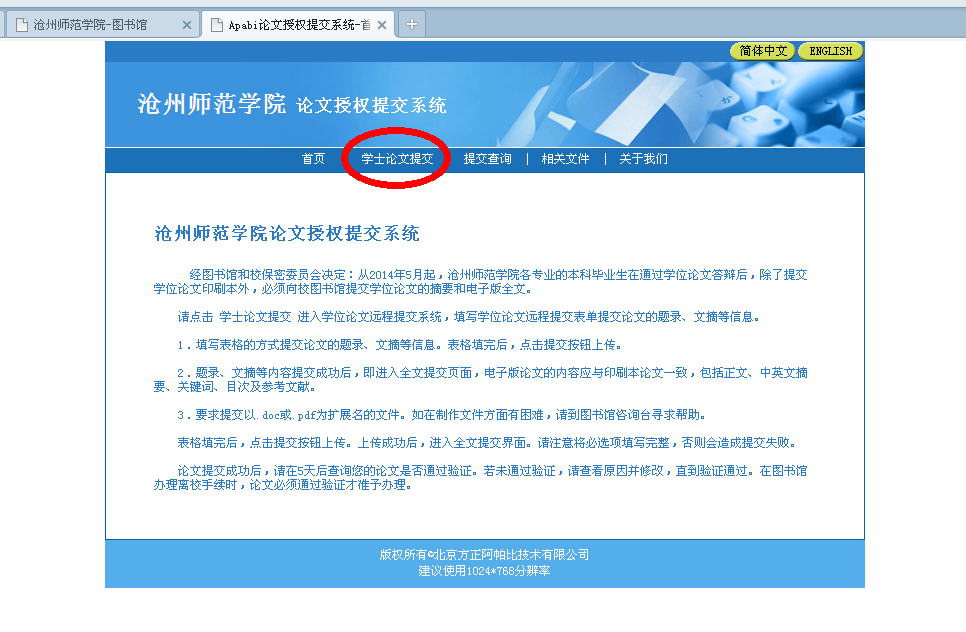 沧州师范学院-图书馆
Apabi论文授权提交系统-首
简体中文 ENGLISH
沧州师范学院 论文授权提交系统
首页 学士论文提交 提交查询 | 相关文件 | 关于我们
沧州师范学院论文授权提交系统
经图书馆和校保密委员会决定：从2014年5月起，沧州师范学院各专业的本科毕业生在通过学位论文答辩后，除了提交
学位论文印刷本外，必须向校图书馆提交学位论文的摘要和电子版全文。
请点击 学士论文提交 进入学位论文远程提交系统，填写学位论文远程提交表单提交论文的题录、文摘等信息。
1．填写表格的方式提交论文的题录、文摘等信息。表格填完后，点击提交按钮上传。
2．题录、文摘等内容提交成功后，即进入全文提交页面，电子版论文的内容应与印刷本论文一致，包括正文、中英文摘
要、关键词、目次及参考文献。
3．要求提交以.doc或.pdf为扩展名的文件。如在制作文件方面有困难，请到图书馆咨询台寻求帮助。
表格填完后，点击提交按钮上传。上传成功后，进入全文提交界面。请注意将必选项填写完整，否则会造成提交失败。
论文提交成功后，请在5天后查询您的论文是否通过验证。若未通过验证，请查看原因并修改，直到验证通过。在图书馆
办理离校手续时，论文必须通过验证才准予办理。
版权所有©北京方正阿帕比技术有限公司
建议使用1024*768分辨率